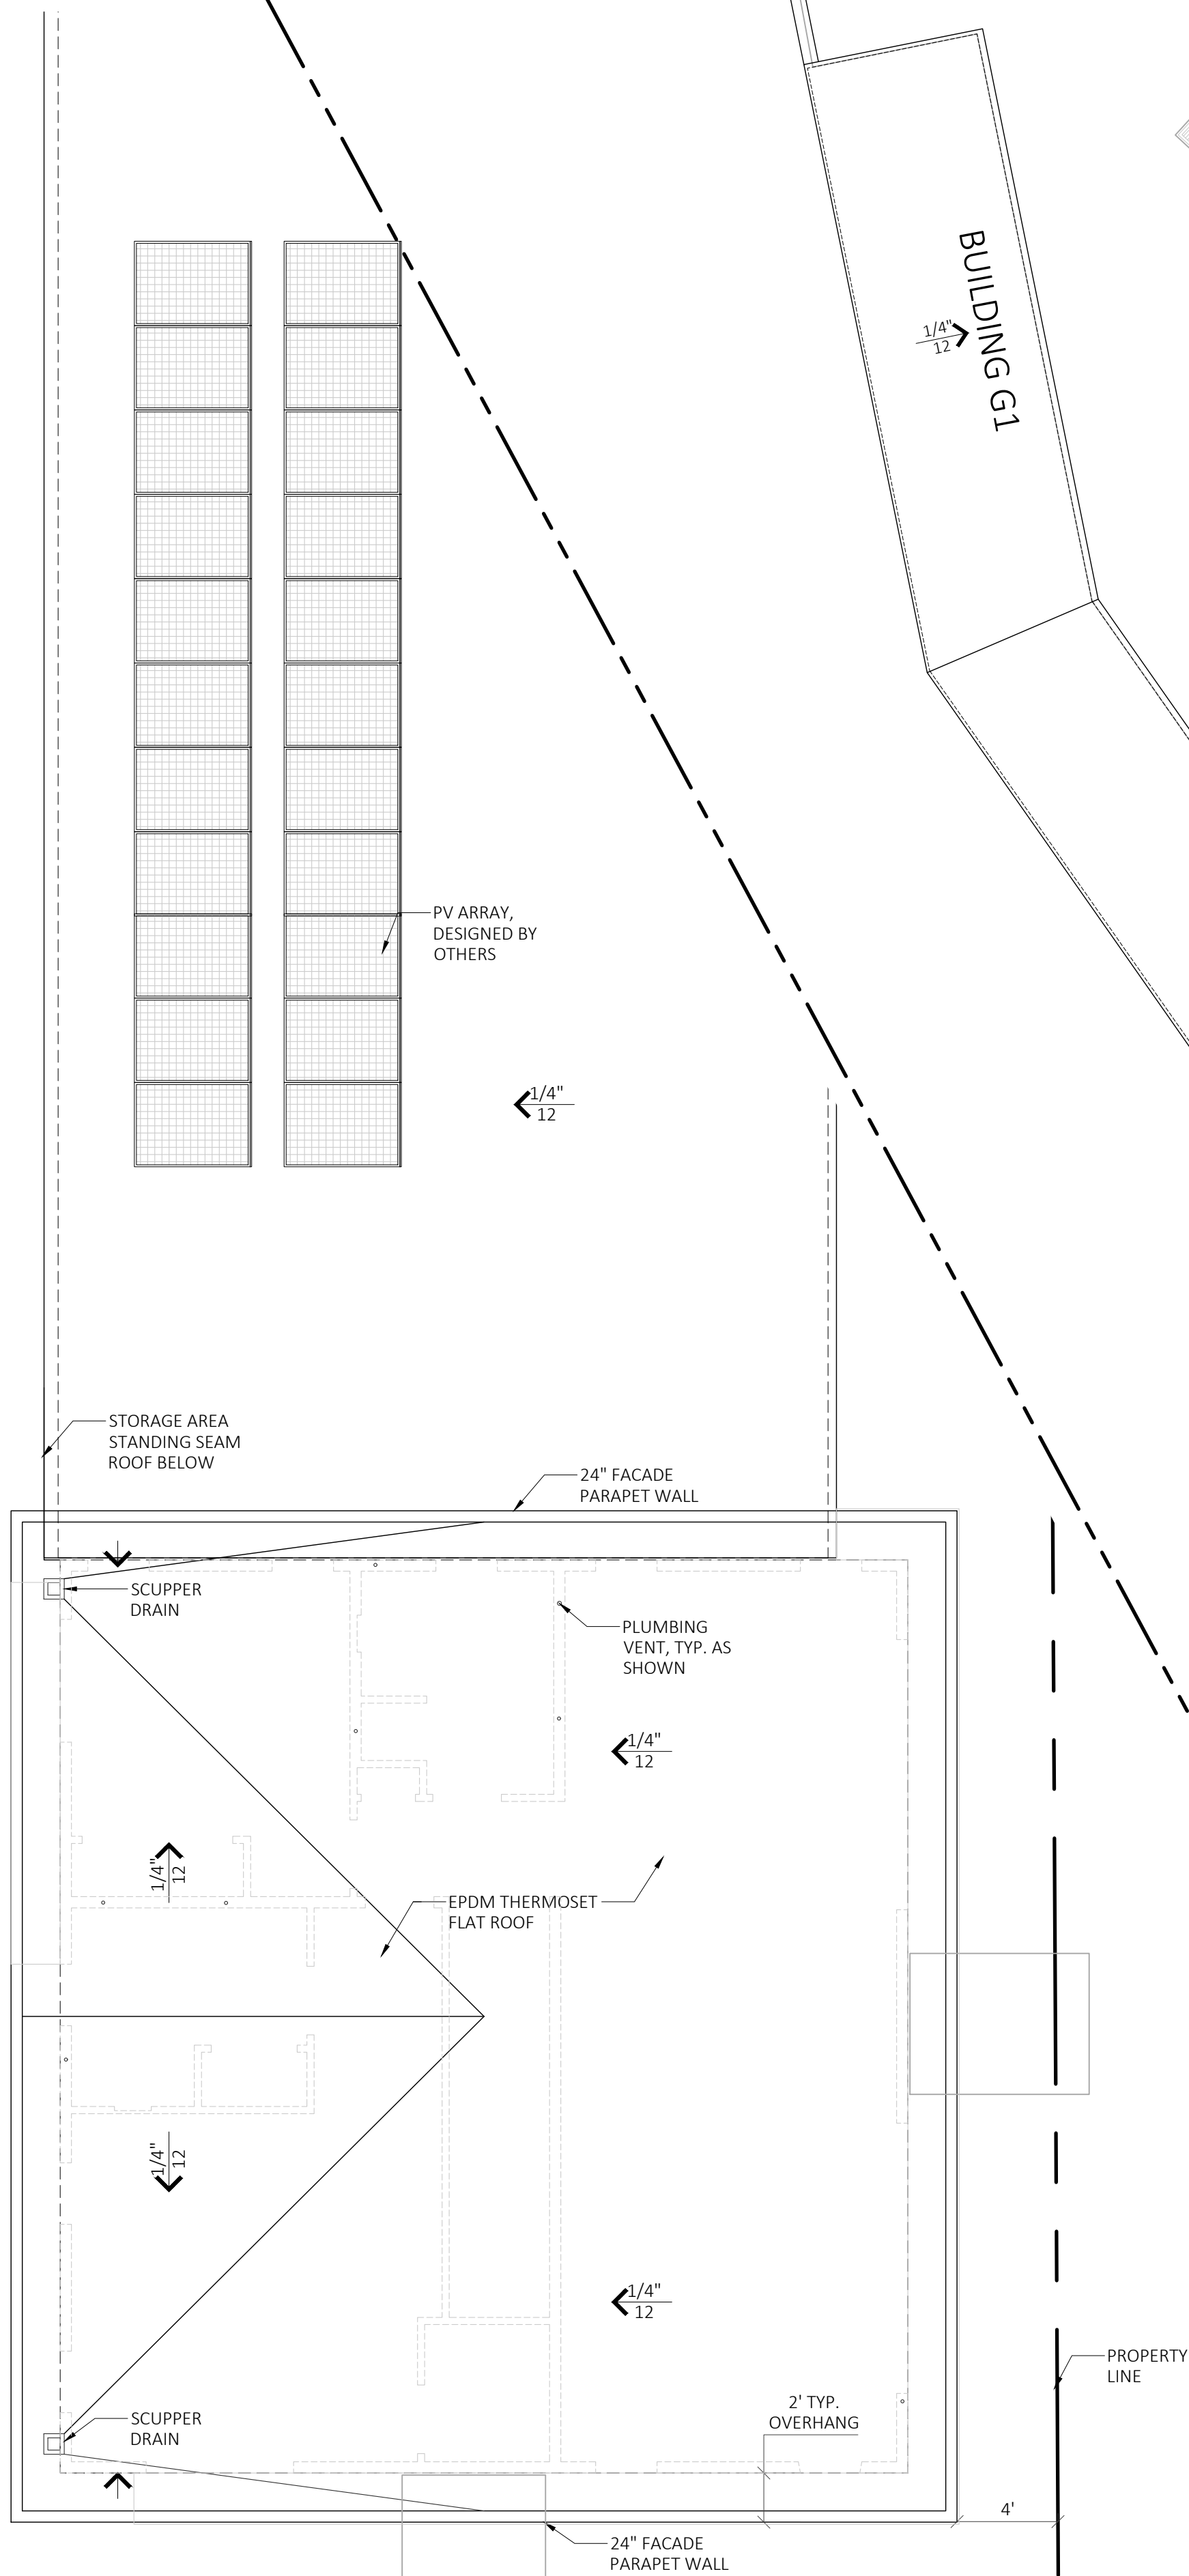 BUILDING G1
1/4"
12
PV ARRAY,
DESIGNED BY
OTHERS
1/4"
12
STORAGE AREA
STANDING SEAM
ROOF BELOW
24" FACADE
PARAPET WALL
SCUPPER
DRAIN
PLUMBING
VENT, TYP. AS
SHOWN
1/4"
12
1/4"
12
EPDM THERMOSET
FLAT ROOF
1/4"
12
1/4"
12
PROPERTY
LINE
2' TYP.
OVERHANG
SCUPPER
DRAIN
4'
24" FACADE
PARAPET WALL